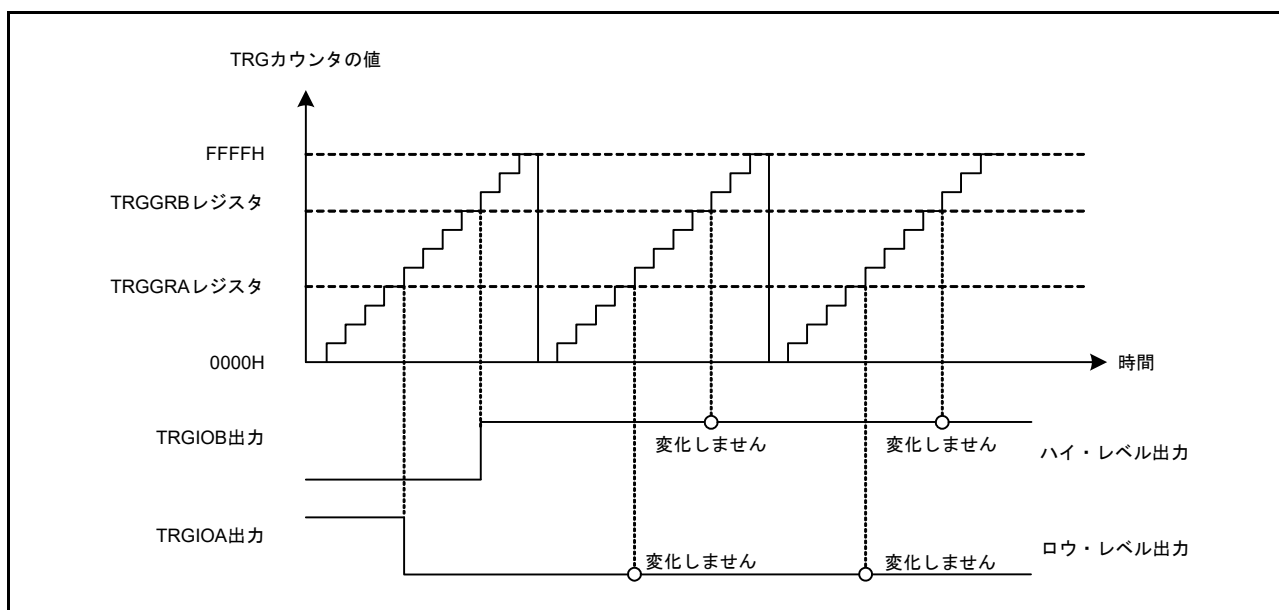 TRGカウンタの値
FFFFH
TRGGRBレジスタ
TRGGRAレジスタ
0000H
時間
TRGIOB出力
変化しません
変化しません
ハイ・レベル出力
TRGIOA出力
変化しません
変化しません
ロウ・レベル出力